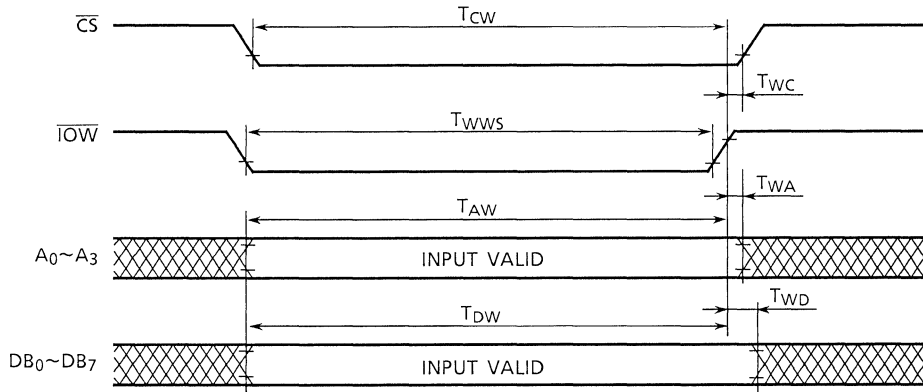 CS
TCW
TWC
IOW
TWWS
TWA
TAW
A0~A3
INPUT VALID
TWD
TDW
DB0~DB7
INPUT VALID